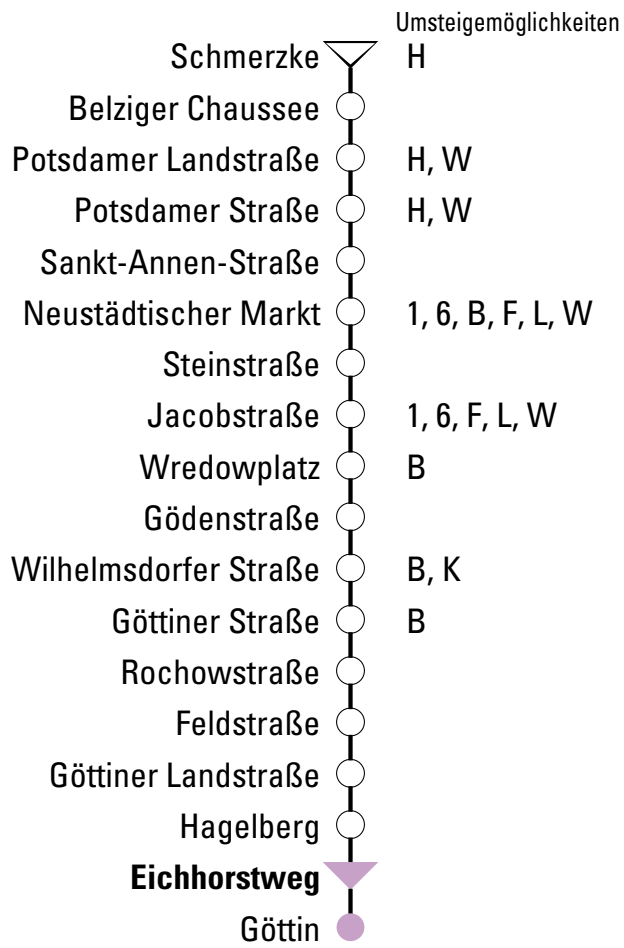 Umsteigemöglichkeiten
Schmerzke H
Belziger Chaussee
Potsdamer Landstraße H, W
Potsdamer Straße H, W
Sankt-Annen-Straße
Neustädtischer Markt 1, 6, B, F, L, W
Steinstraße
Jacobstraße 1, 6, F, L, W
Wredowplatz B
Gödenstraße
Wilhelmsdorfer Straße B, K
Göttiner Straße B
Rochowstraße
Feldstraße
Göttiner Landstraße
Hagelberg
Eichhorstweg
Göttin